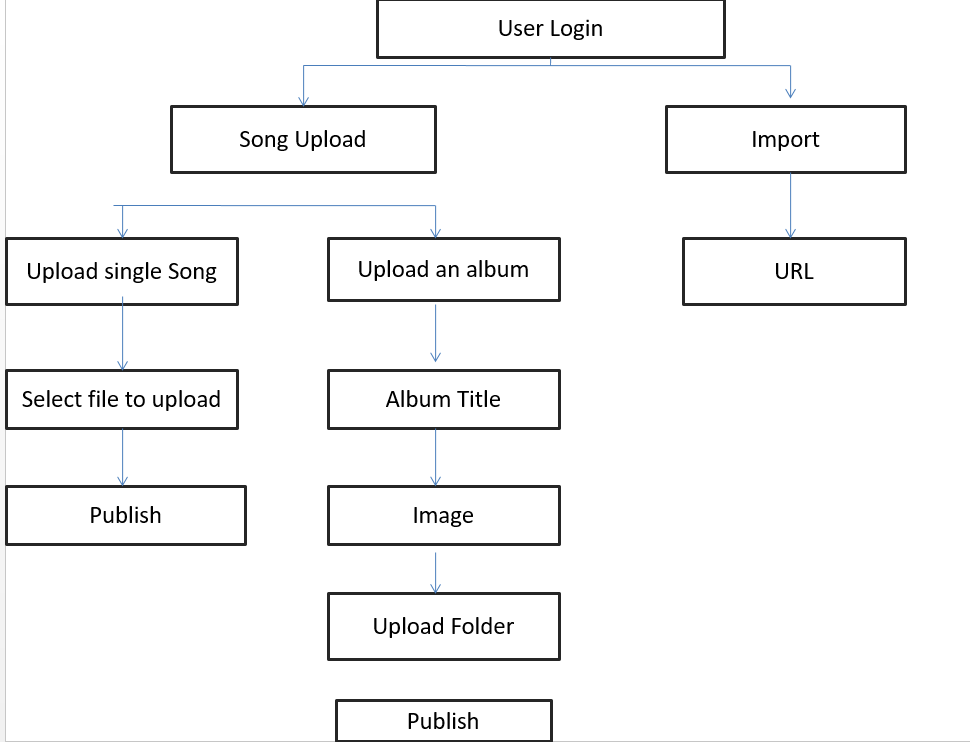 User Login
Song Upload
Import
Upload single Song
Upload an album
URL
Select file to upload
Album Title
Publish
Image
Upload Folder
Publish